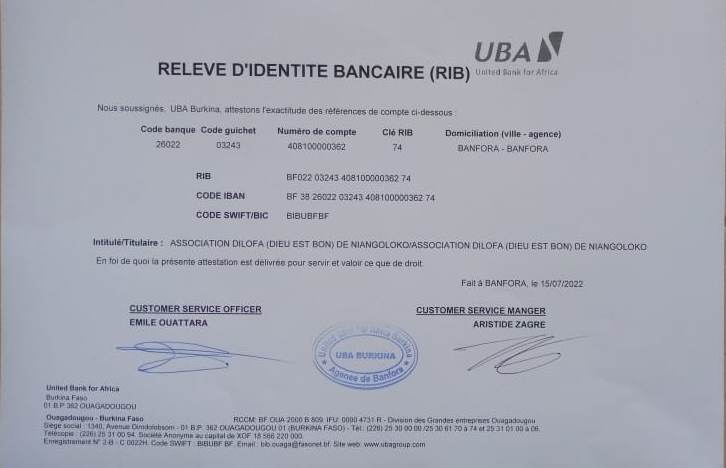 UBA
United Bank for Africa
RELEVE D'IDENTITE BANCAIRE (RIB)
Nous soussignés, UBA Burkina, attestons l'exactitude des références de compte ci-dessous :
Code banque Code guichet Numéro de compte Clé RIB Domiciliation (ville - agence)
26022 03243 408100000362 74 BANFORA - BANFORA
RIB BF022 03243 408100000362 74
CODE IBAN BF 38 26022 03243 408100000362 74
CODE SWIFT/BIC BIBUBFBF
Intitulé/Titulaire : ASSOCIATION DILOFA (DIEU EST BON) DE NIANGOLOKO/ASSOCIATION DILOFA (DIEU EST BON) DE NIANGOLOKO
En foi de quoi la présente attestation est délivrée pour servir et valoir ce que de droit.
Fait à BANFORA, le 15/07/2022
CUSTOMER SERVICE OFFICER CUSTOMER SERVICE MANGER
EMILE OUATTARA ARISTIDE ZAGRE
UBA BURKINA
Agence de Banfora
United Bank for Africa
Burkina Faso
01 B.P. 362 OUAGADOUGOU
Ouagadougou - Burkina Faso RCCM: BF OUA 2000 B 809 IFU: 0000 4731 R - Division des Grandes entreprises Ouagadougou
Siège social : 1340, Avenue Dimdolobsom - 01 B.P. 362 OUAGADOUGOU 01 (BURKINA FASO) - Tél.: (226) 25 30 00 00 /25 30 61 70 à 74 et 25 31 01 00 à 06.
Télécopie : (226) 25 31 00 94. Société Anonyme au capital de XOF 18 566 220 000.
Enregistrement N° 2-B - C 0022H. Code SWIFT : BIBUBF BF. Email : bib.ouaga@fasonet.bf. Site web: www.ubagroup.com